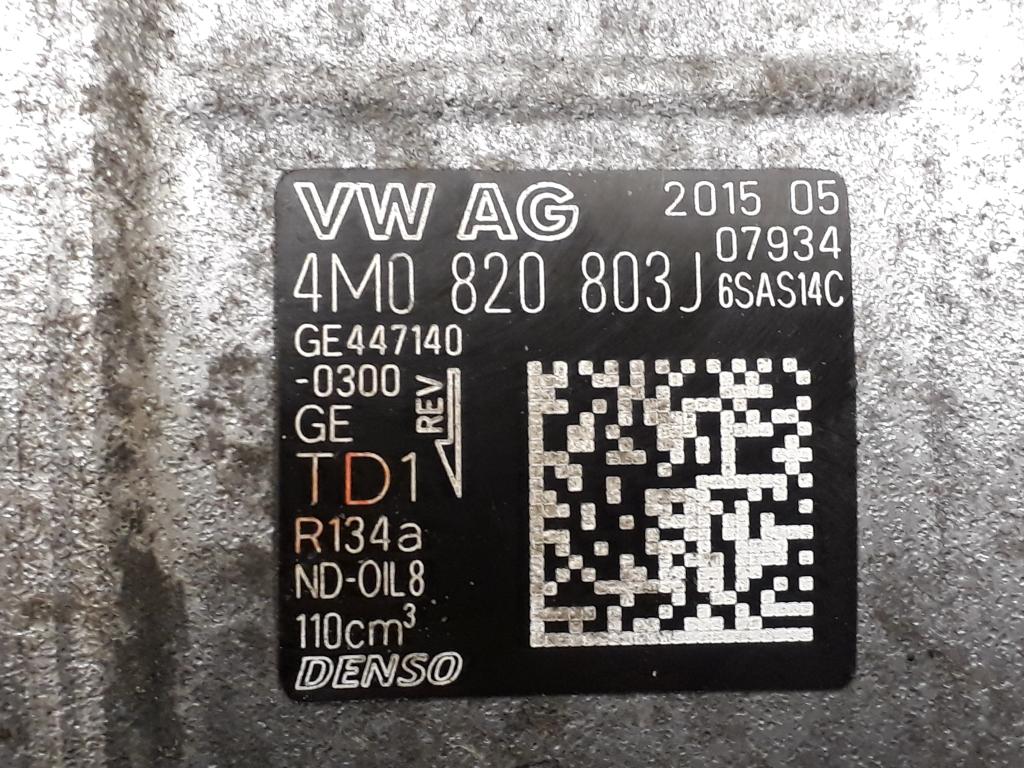 VW AG 2015 05
07934
4M0 820 803J 6SAS14C
GE447140
-0300
REV
GE
TD1
R134a
ND-OIL8
110cm³
DENSO